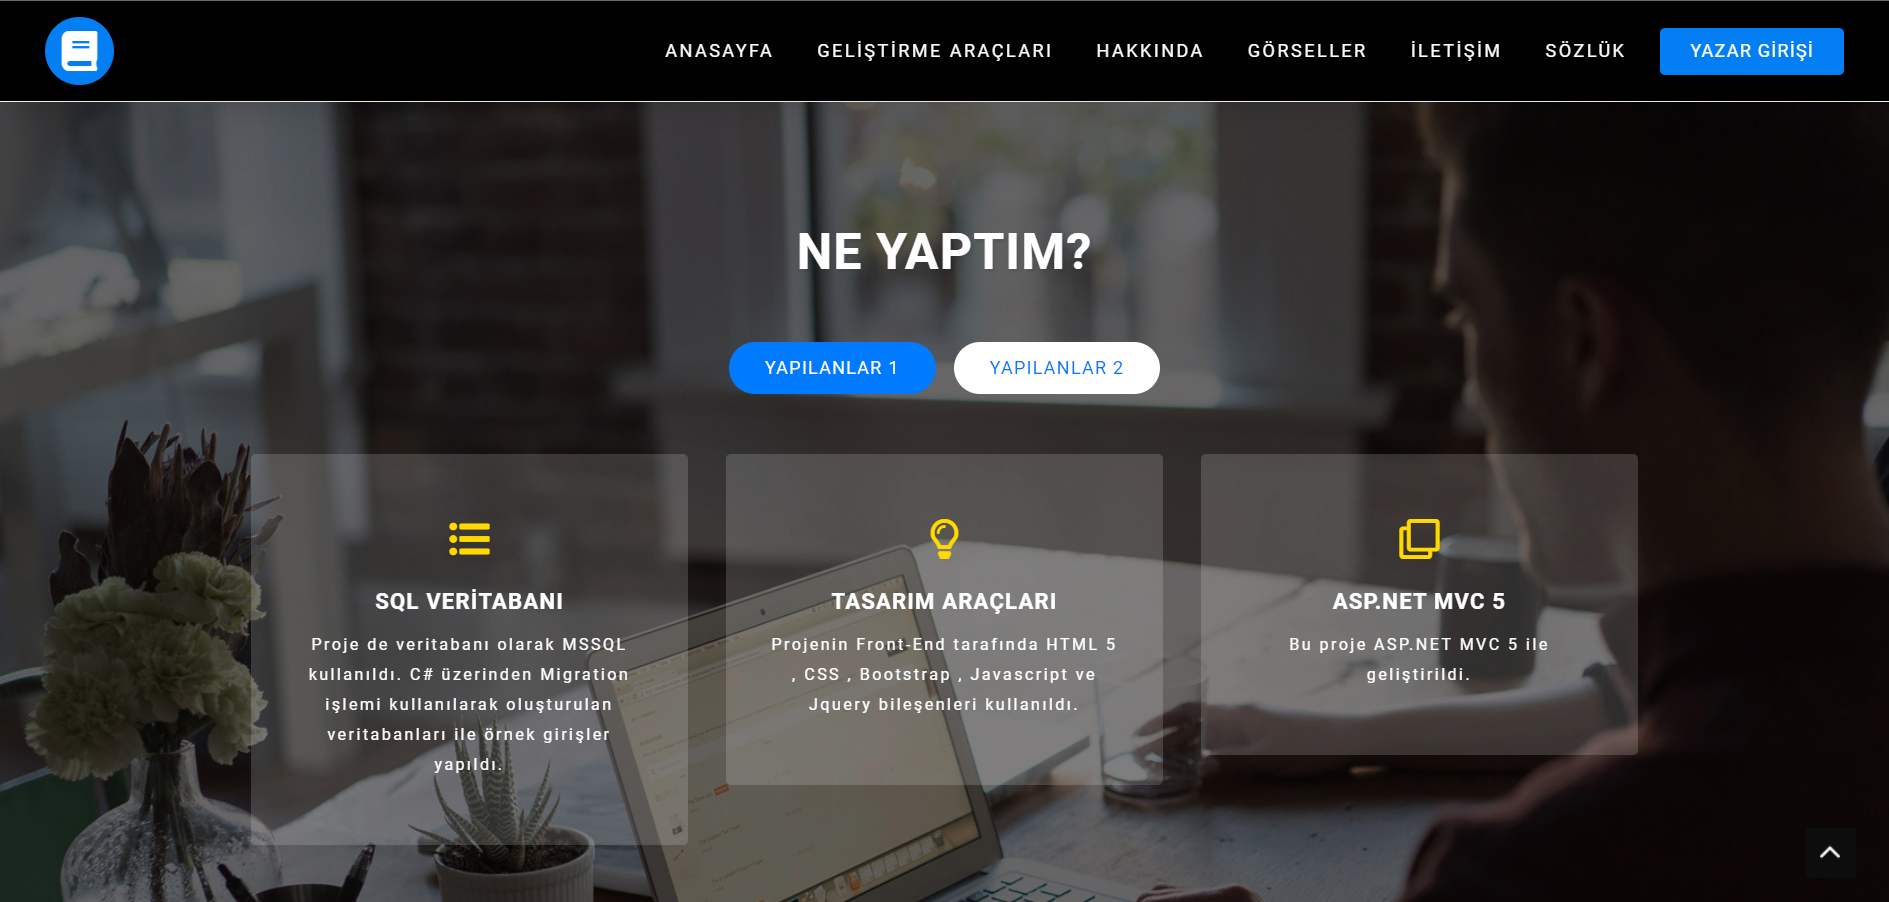 ANASAYFA GELİŞTİRME ARAÇLARI HAKKINDA GÖRSELLER İLETİŞİM SÖZLÜK YAZAR GİRİŞİ
NE YAPTIM?
YAPILANLAR 1 YAPILANLAR 2
SQL VERİTABANI
Proje de veritabanı olarak MSSQL
kullanıldı. C# üzerinden Migration
işlemi kullanılarak oluşturulan
veritabanları ile örnek girişler
yapıldı.
TASARIM ARAÇLARI
Projenin Front-End tarafında HTML 5
, CSS , Bootstrap , Javascript ve
Jquery bileşenleri kullanıldı.
ASP.NET MVC 5
Bu proje ASP.NET MVC 5 ile
geliştirildi.